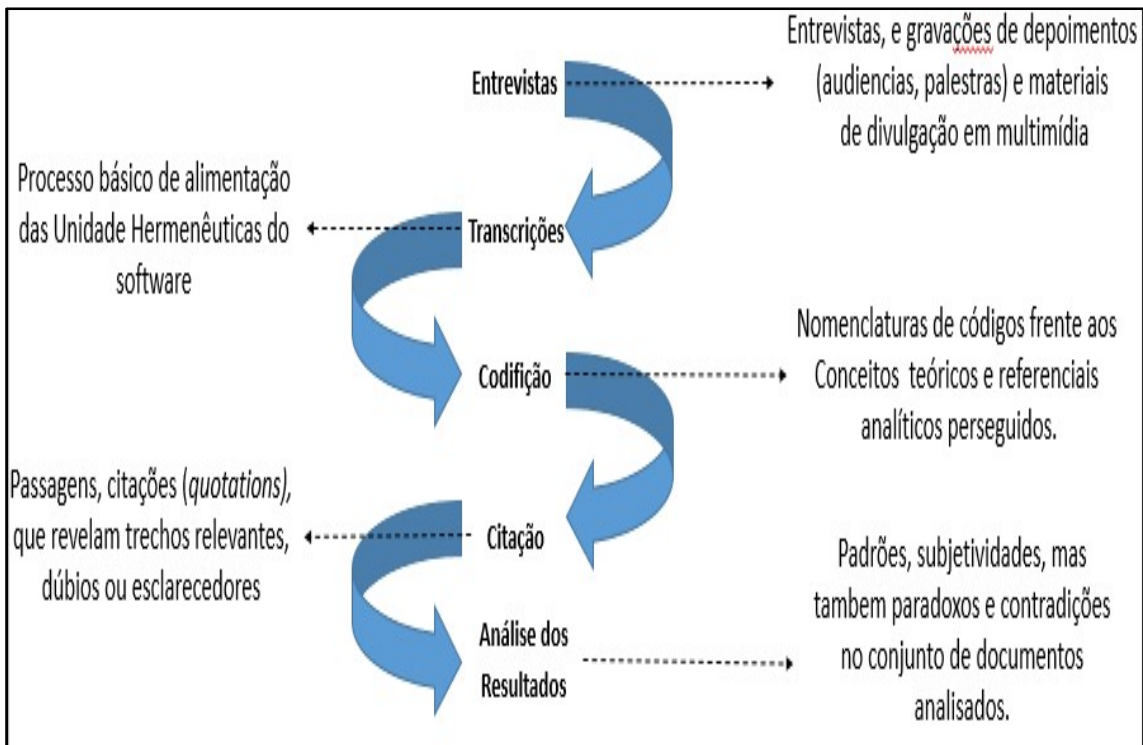 Entrevistas
Entrevistas, e gravações de depoimentos
(audiencias, palestras) e materiais
de divulgação em multimídia
Transcrições
Processo básico de alimentação
das Unidade Hermenêuticas do
software
Codifição
Nomenclaturas de códigos frente aos
Conceitos teóricos e referenciais
analíticos perseguidos.
Citação
Passagens, citações (quotations),
que revelam trechos relevantes,
dúbios ou esclarecedores
Análise dos
Resultados
Padrões, subjetividades, mas
tambem paradoxos e contradições
no conjunto de documentos
analisados.